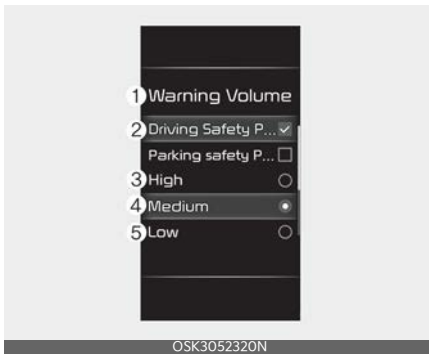 1 Warning Volume
2 Driving Safety P...
Parking safety P...
3 High
4 Medium
5 Low
OSK3052320N